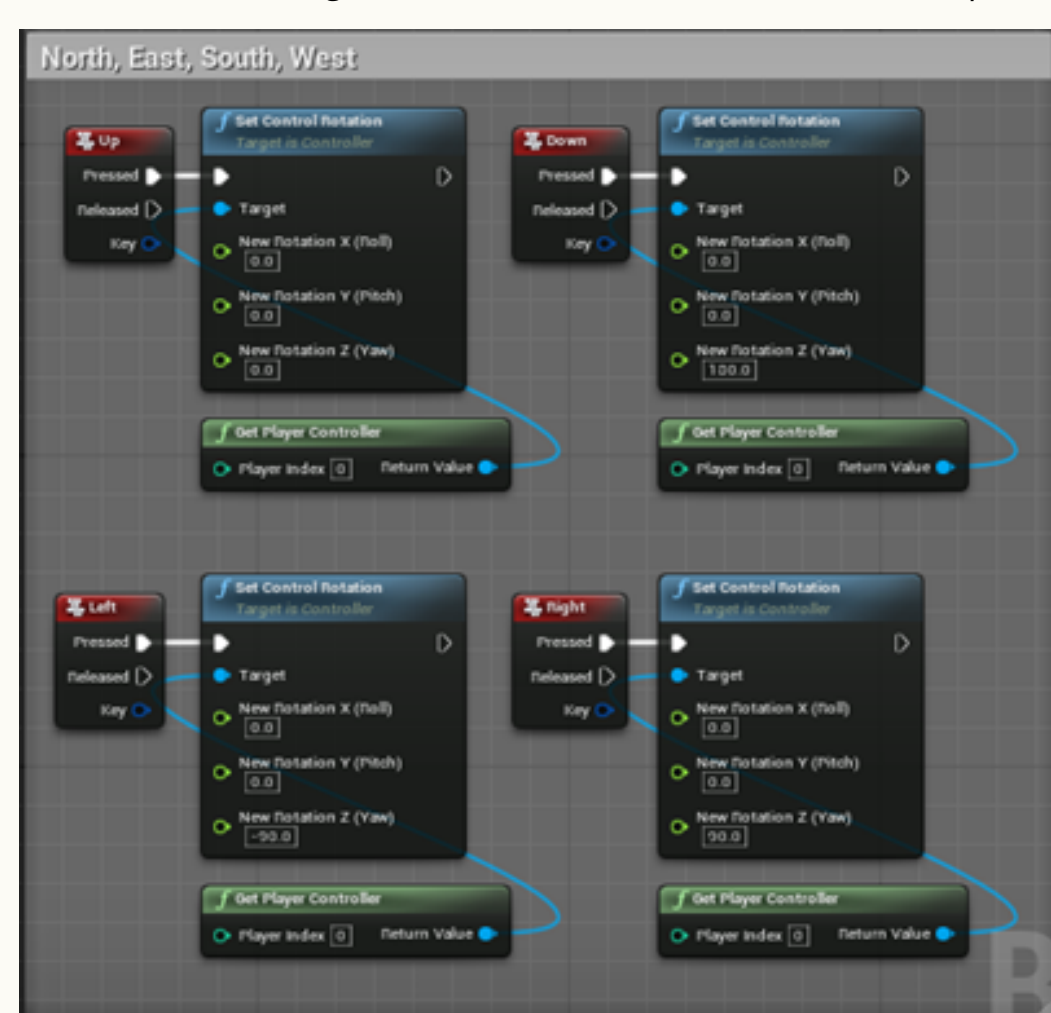 North, East, South, West
Up
Pressed
Released
Key
Set Control Rotation
Target is Controller
Target
New Rotation X (Roll)
0.0
New Rotation Y (Pitch)
0.0
New Rotation Z (Yaw)
0.0
Get Player Controller
Player Index 0 Return Value
Down
Pressed
Released
Key
Set Control Rotation
Target is Controller
Target
New Rotation X (Roll)
0.0
New Rotation Y (Pitch)
0.0
New Rotation Z (Yaw)
Get Player Controller
Player Index 0 Return Value
Left
Pressed
Released
Key
Set Control Rotation
Target is Controller
Target
New Rotation X (Roll)
0.0
New Rotation Y (Pitch)
0.0
New Rotation Z (Yaw)
-90.0
Get Player Controller
Player Index 0 Return Value
Right
Pressed
Released
Key
Set Control Rotation
Target is Controller
Target
New Rotation X (Roll)
0.0
New Rotation Y (Pitch)
0.0
New Rotation Z (Yaw)
90.0
Get Player Controller
Player Index 0 Return Value